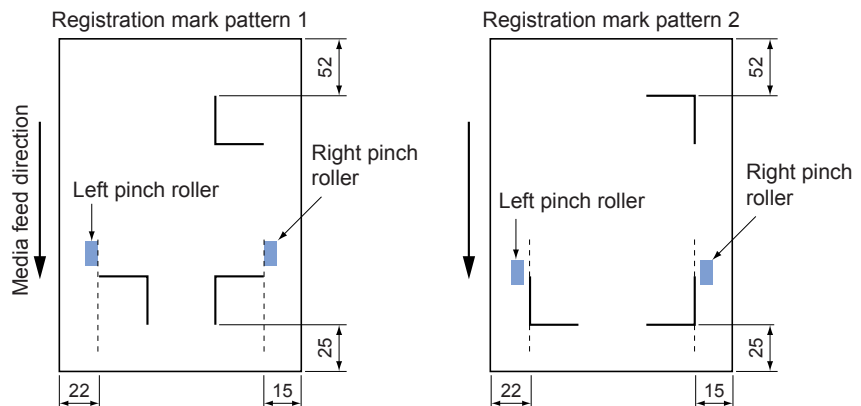 Registration mark pattern 1
52
Right pinch
roller
Left pinch roller
Media feed direction
25
22
15
Registration mark pattern 2
52
Right pinch
roller
Left pinch roller
25
22
15